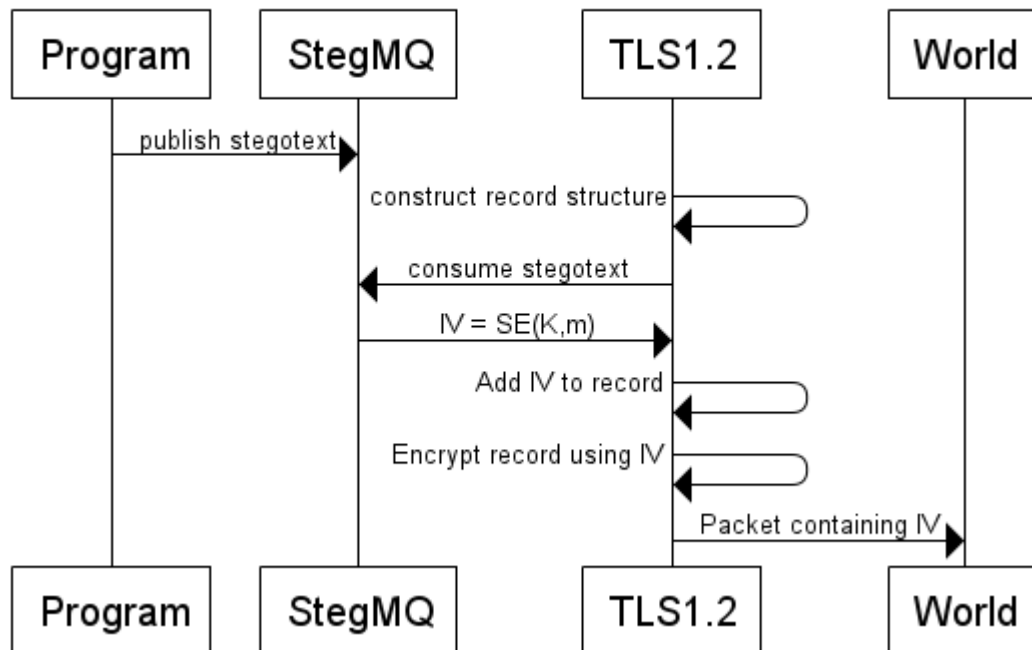 Program StegMQ TLS1.2 World
publish stegotext
construct record structure
consume stegotext
IV = SE(K,m)
Add IV to record
Encrypt record using IV
Packet containing IV
Program StegMQ TLS1.2 World